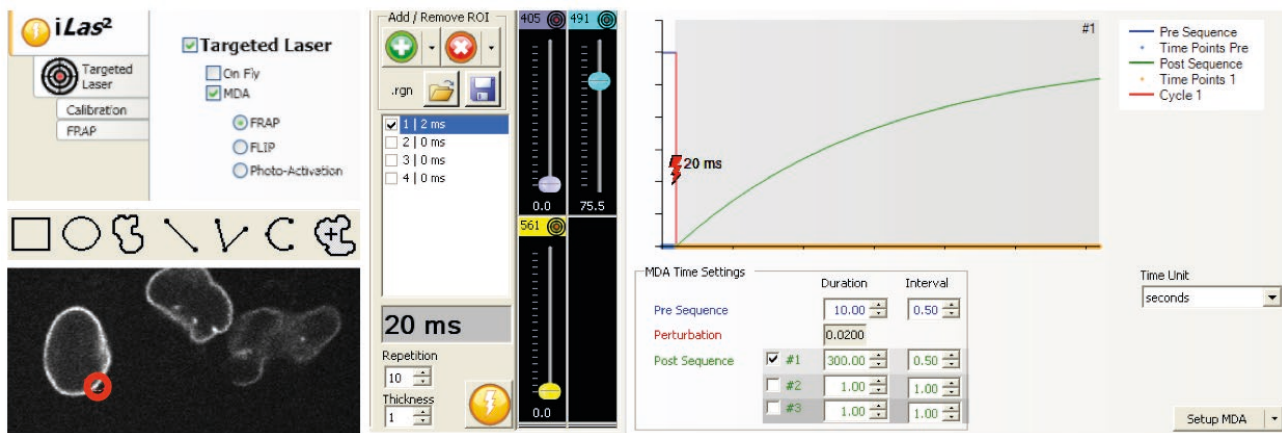 iLas²
Targeted
Laser
Calibration
FRAP
Targeted Laser
On Fly
MDA
FRAP
FLIP
Photo-Activation
Add / Remove ROI
.rgn
1 | 2 ms
2 | 0 ms
3 | 0 ms
4 | 0 ms
20 ms
Repetition
10
Thickness
1
405
491
0.0
75.5
561
0.0
#1
20 ms
Pre Sequence
Time Points Pre
Post Sequence
Time Points 1
Cycle 1
MDA Time Settings
Duration Interval
Pre Sequence 10.00 0.50
Perturbation 0.0200
Post Sequence #1 300.00 0.50
#2 1.00 1.00
#3 1.00 1.00
Time Unit
seconds
Setup MDA